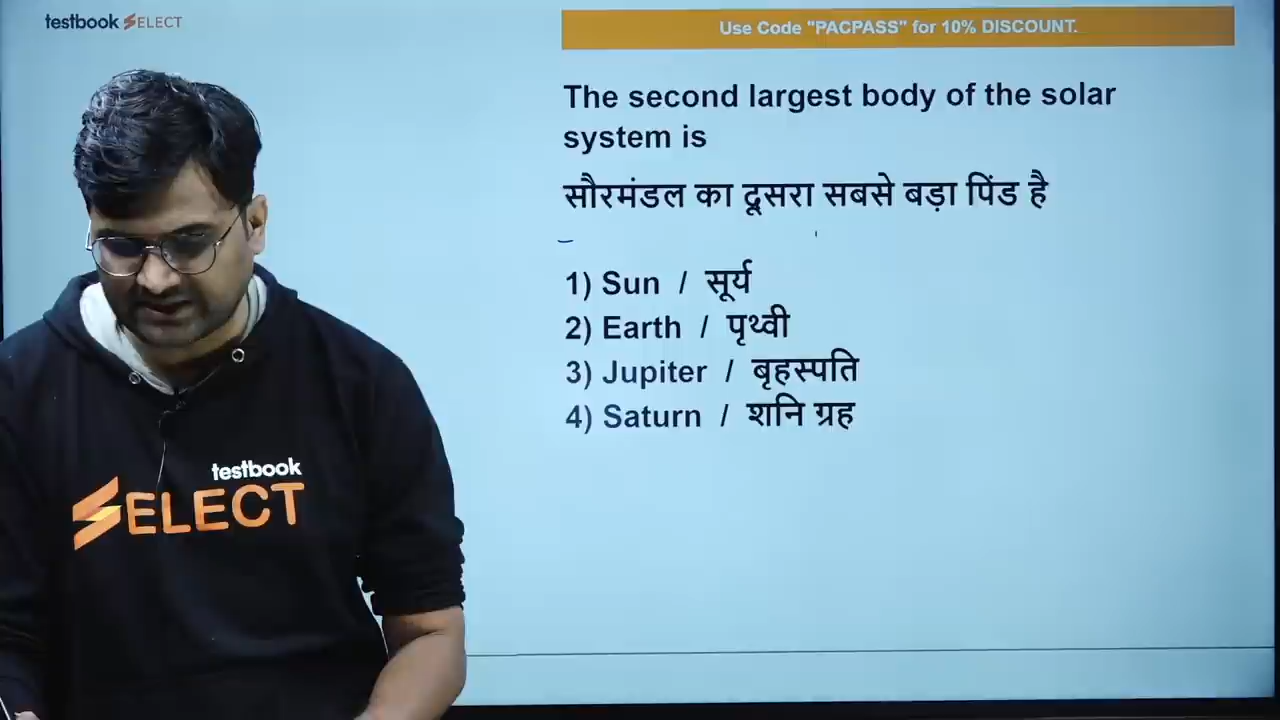 testbook SELECT
Use Code "PACPASS" for 10% DISCOUNT.
The second largest body of the solar
system is
सौरमंडल का दूसरा सबसे बड़ा पिंड है
1) Sun / सूर्य
2) Earth / पृथ्वी
3) Jupiter / बृहस्पति
4) Saturn / शनि ग्रह
testbook
SELECT